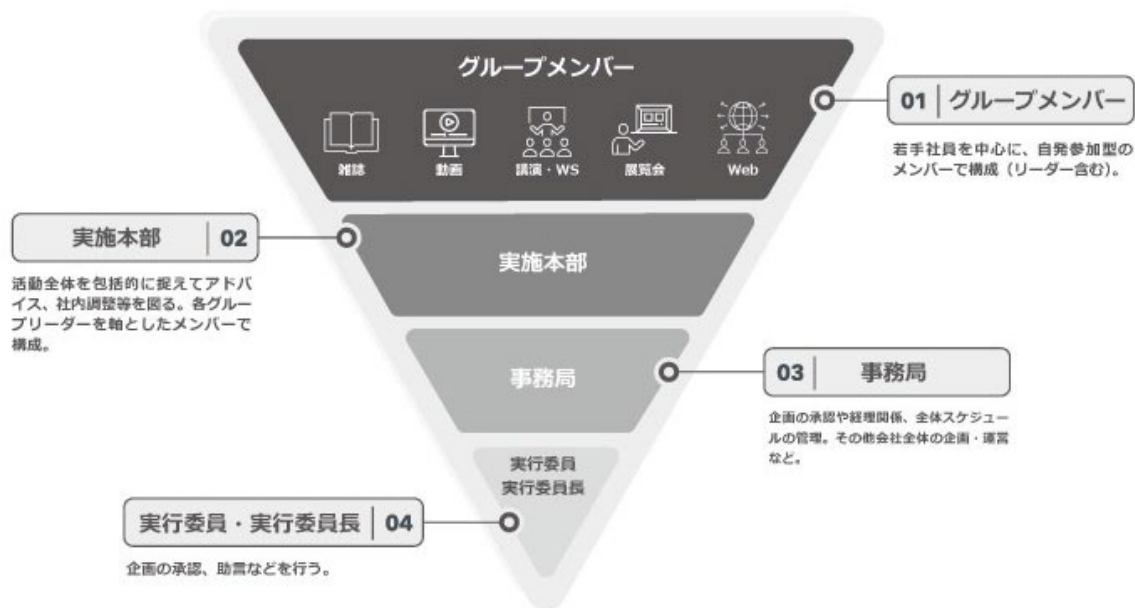 グループメンバー
雑誌
動画
講演・WS
展覧会
Web
01 グループメンバー
若手社員を中心に、自発参加型の
メンバーで構成（リーダー含む）。
実施本部 02
活動全体を包括的に捉えてアドバ
イス、社内調整等を図る。各グルー
プリーダーを軸としたメンバーで
構成。
実施本部
事務局
03 事務局
企画の承認や経理関係、全体スケジュー
ルの管理。その他会社全体の企画・運営
など。
実行委員
実行委員長
実行委員・実行委員長 04
企画の承認、助言などを行う。